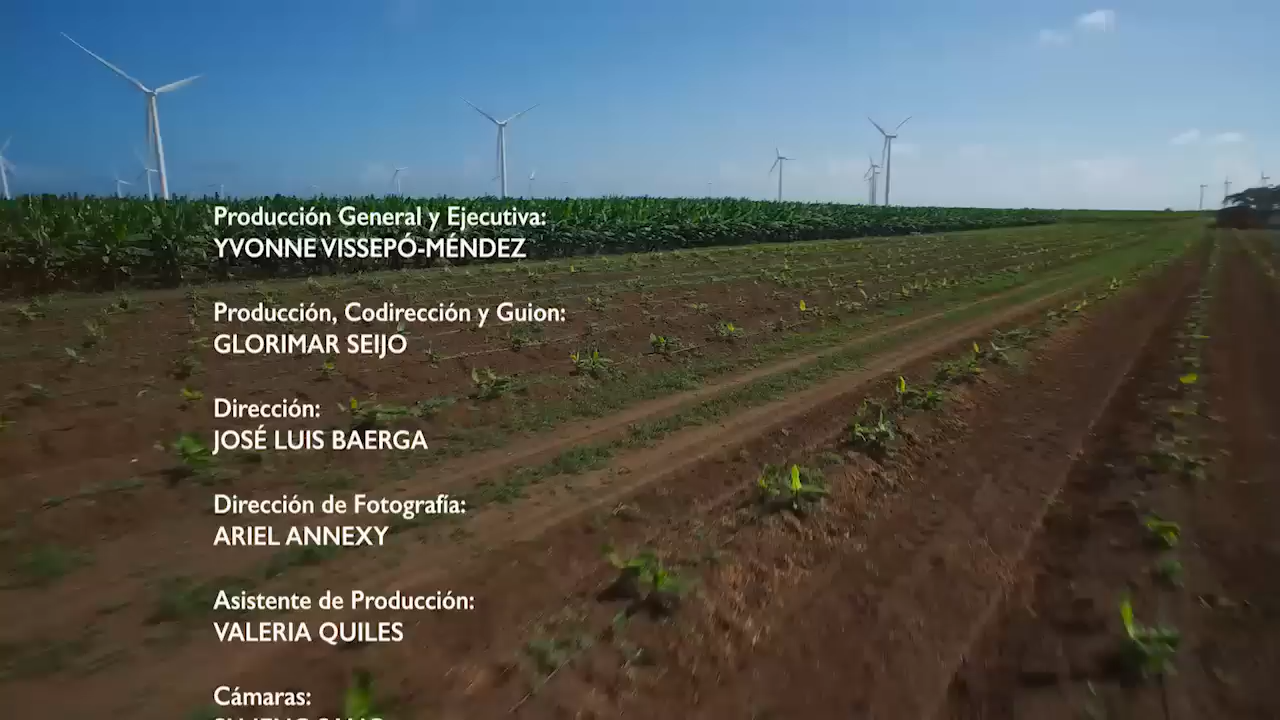 Producción General y Ejecutiva:
YVONNE VISSEPÓ-MÉNDEZ
Producción, Codirección y Guion:
GLORIMAR SEIJO
Dirección:
JOSÉ LUIS BAERGA
Dirección de Fotografía:
ARIEL ANNEXY
Asistente de Producción:
VALERIA QUILES
Cámaras: